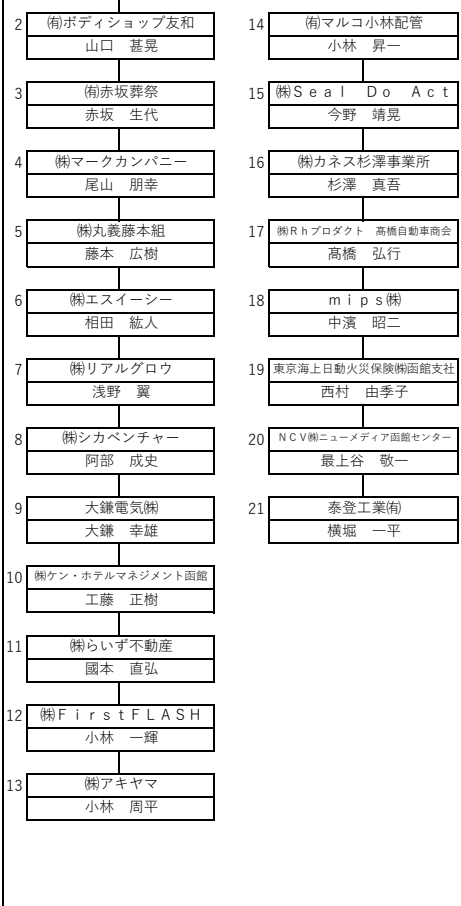 2
㈲ボディショップ友和
山口 甚晃
3
㈲赤坂葬祭
赤坂 生代
4
㈱マークカンパニー
尾山 朋幸
5
㈱丸義藤本組
藤本 広樹
6
㈱エスイーシー
相田 紘人
7
㈱リアルグロウ
浅野 翼
8
㈱シカベンチャー
阿部 成史
9
大鎌電気㈱
大鎌 幸雄
10
㈱ケン・ホテルマネジメント函館
工藤 正樹
11
㈱らいず不動産
國本 直弘
12
㈱ＦｉｒｓｔＦＬＡＳＨ
小林 一輝
13
㈱アキヤマ
小林 周平
14
㈲マルコ小林配管
小林 昇一
15
㈱Ｓｅａｌ Ｄｏ Ａｃｔ
今野 靖晃
16
㈱カネス杉澤事業所
杉澤 真吾
17
㈱Ｒｈプロダクト 髙橋自動車商会
髙橋 弘行
18
ｍｉｐｓ㈱
中濱 昭二
19
東京海上日動火災保険㈱函館支社
西村 由季子
20
ＮＣＶ㈱ニューメディア函館センター
最上谷 敬一
21
泰登工業㈲
横堀 一平